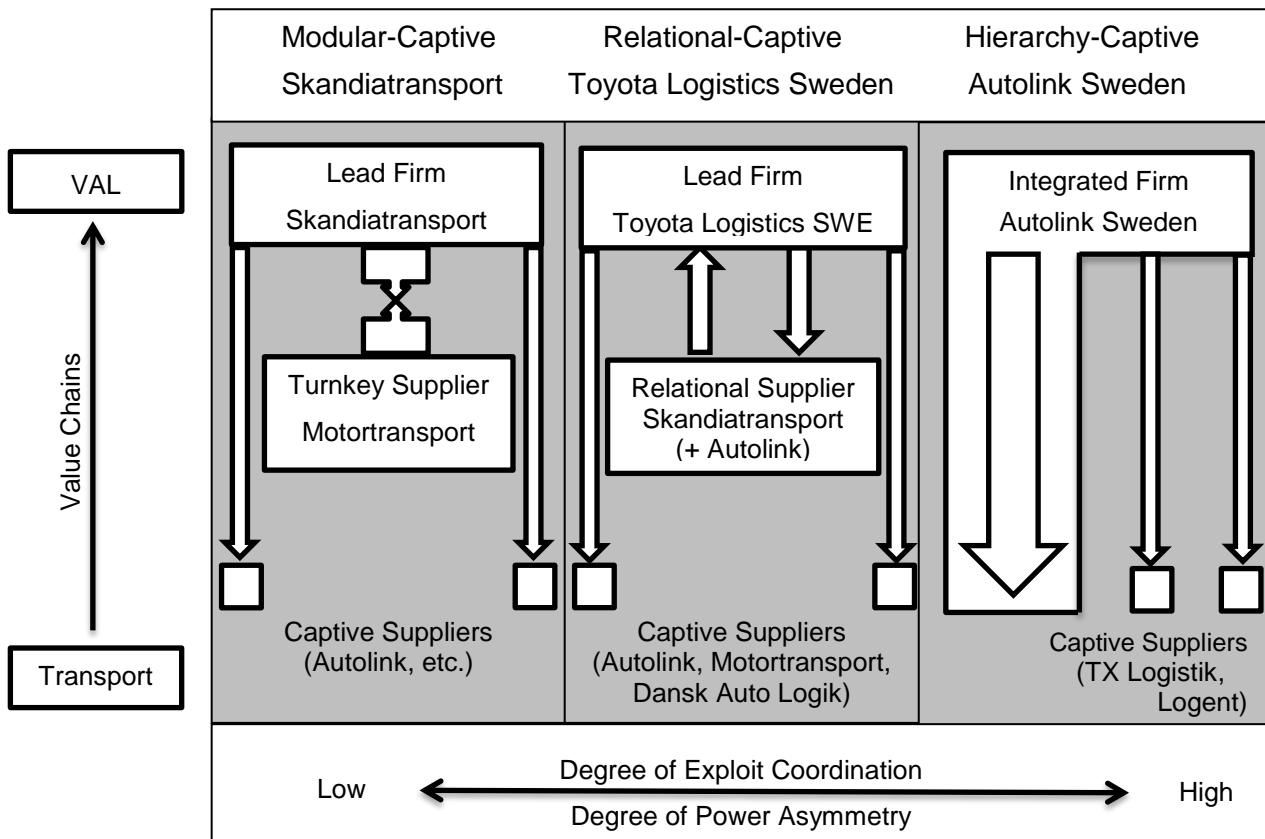 Modular-Captive
Skandiatransport
Relational-Captive
Toyota Logistics Sweden
Hierarchy-Captive
Autolink Sweden
VAL
Value Chains
Transport
Lead Firm
Skandiatransport
Turnkey Supplier
Motortransport
Captive Suppliers
(Autolink, etc.)
Lead Firm
Toyota Logistics SWE
Relational Supplier
Skandiatransport
(+ Autolink)
Captive Suppliers
(Autolink, Motortransport,
Dansk Auto Logik)
Integrated Firm
Autolink Sweden
Captive Suppliers
(TX Logistik,
Logent)
Low
Degree of Exploit Coordination
Degree of Power Asymmetry
High